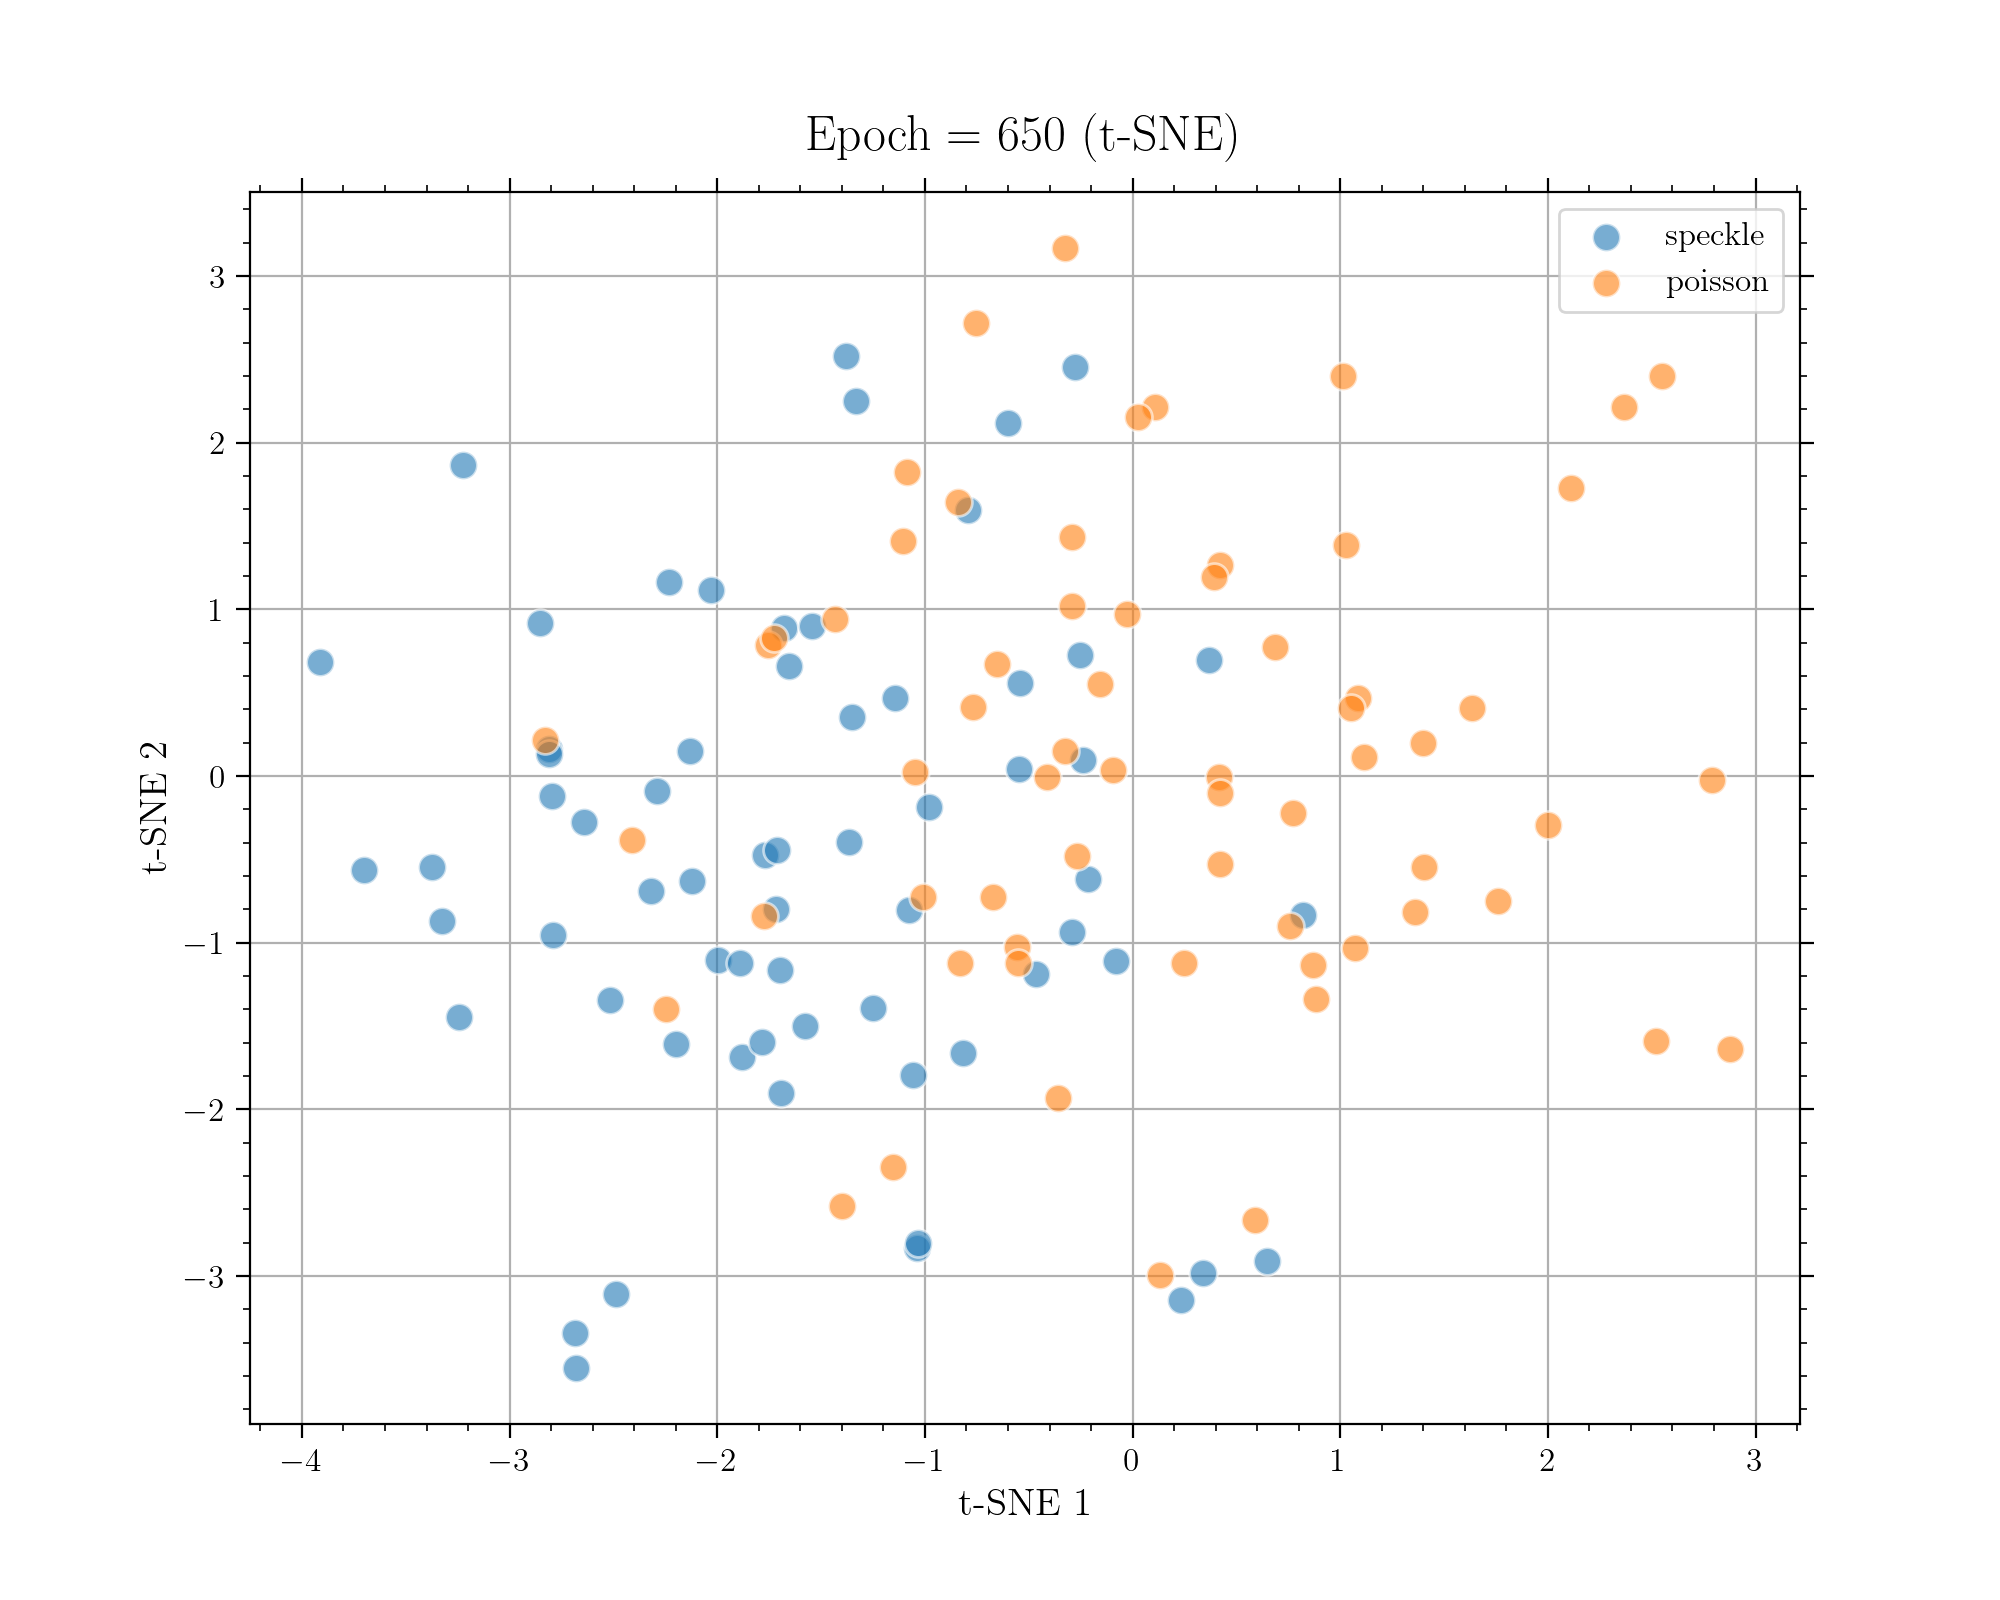 Epoch = 650 (t-SNE)
speckle
poisson
3
2
1
0
−1
−2
−3
t-SNE 2
−4 −3 −2 −1 0 1 2 3
t-SNE 1